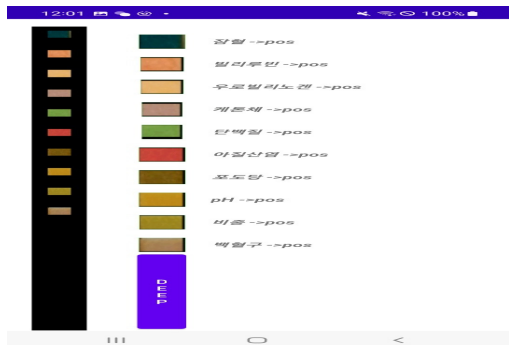 12:01
100%
잠혈 ->pos
빌리루빈 ->pos
우로빌리노겐 ->pos
케톤체 ->pos
단백질 ->pos
아질산염 ->pos
포도당 ->pos
pH ->pos
비중 ->pos
백혈구 ->pos
DEEP